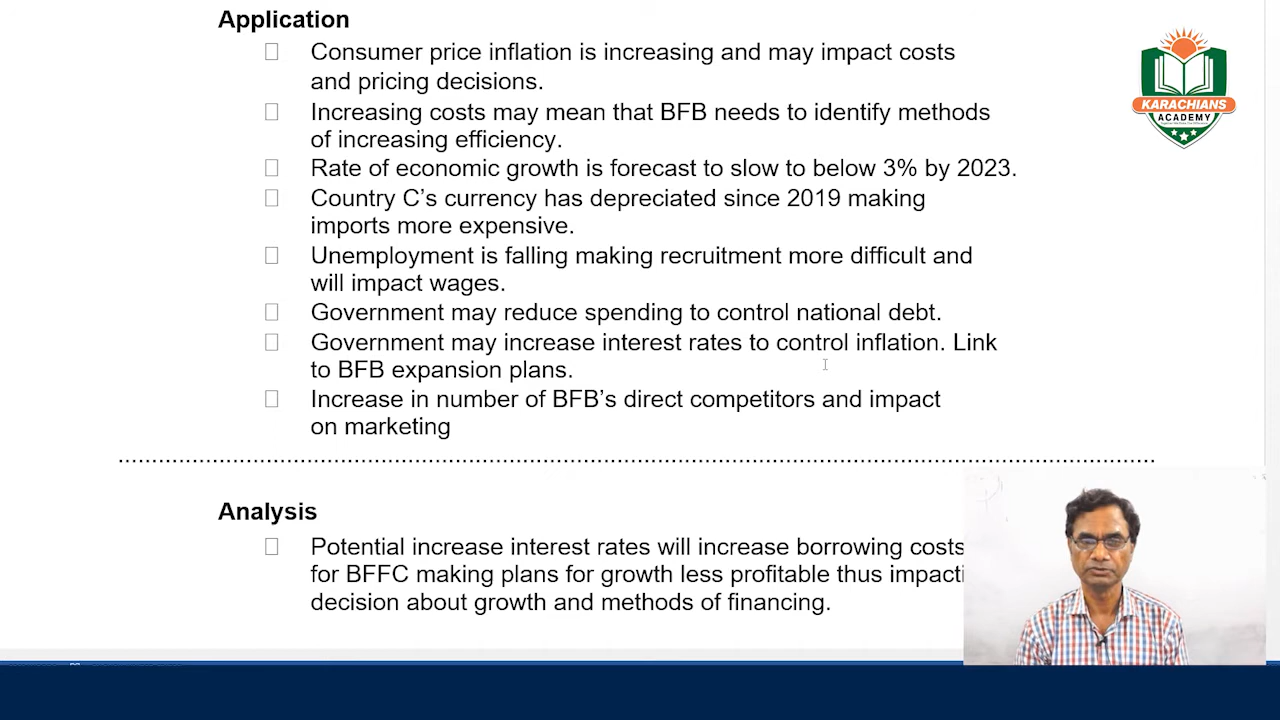 Application
Consumer price inflation is increasing and may impact costs
and pricing decisions.
Increasing costs may mean that BFB needs to identify methods
of increasing efficiency.
Rate of economic growth is forecast to slow to below 3% by 2023.
Country C’s currency has depreciated since 2019 making
imports more expensive.
Unemployment is falling making recruitment more difficult and
will impact wages.
Government may reduce spending to control national debt.
Government may increase interest rates to control inflation. Link
to BFB expansion plans.
Increase in number of BFB’s direct competitors and impact
on marketing
Analysis
Potential increase interest rates will increase borrowing costs
for BFFC making plans for growth less profitable thus
decision about growth and methods of financing.
KARACHIANS
ACADEMY